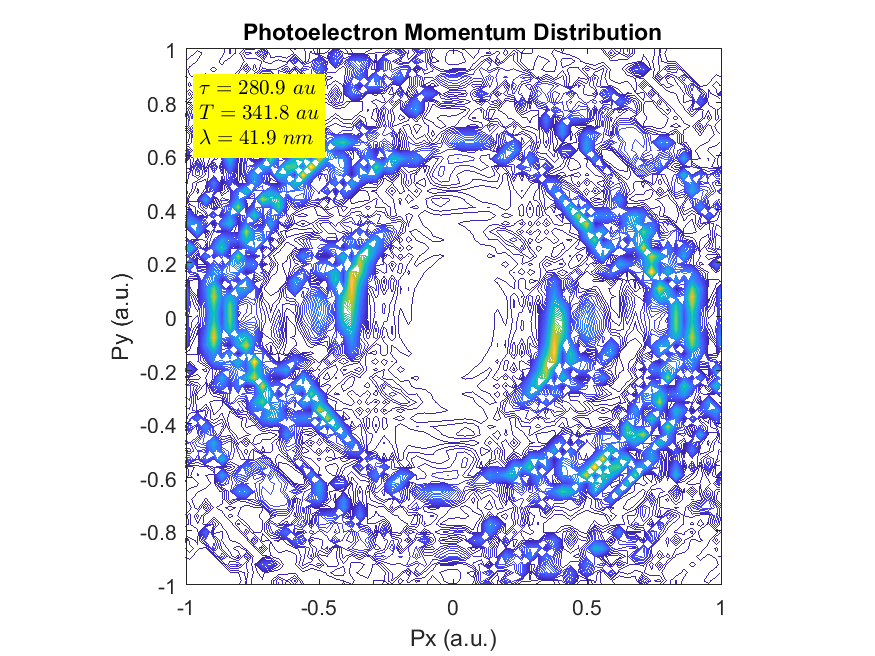 Photoelectron Momentum Distribution
τ = 280.9 au
T = 341.8 au
λ = 41.9 nm
1
0.8
0.6
0.4
0.2
0
-0.2
-0.4
-0.6
-0.8
-1
Py (a.u.)
-1 -0.5 0 0.5 1
Px (a.u.)